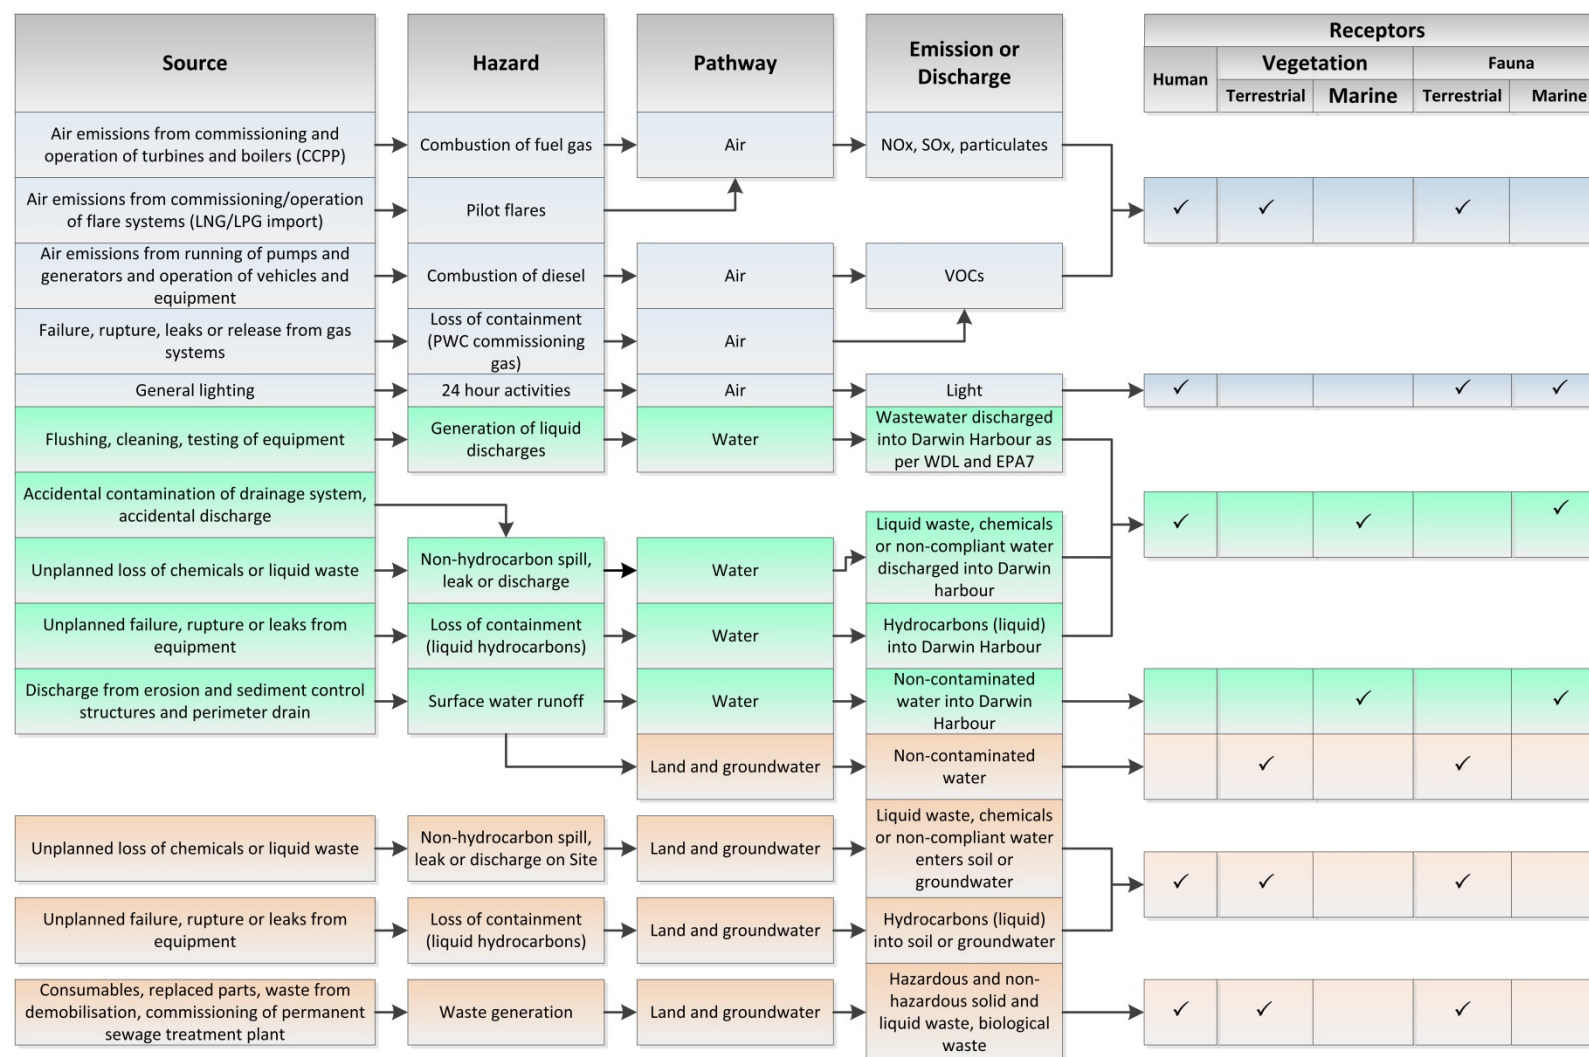 Source
Hazard
Pathway
Emission or
Discharge
Receptors
Human
Vegetation
Fauna
Terrestrial
Marine
Terrestrial
Marine
Air emissions from commissioning and
operation of turbines and boilers (CCPP)
Combustion of fuel gas
Air
NOx, SOx, particulates
Air emissions from commissioning/operation
of flare systems (LNG/LPG import)
Pilot flares
✓ ✓ ✓
Air emissions from running of pumps and
generators and operation of vehicles and
equipment
Combustion of diesel
Air
VOCs
Failure, rupture, leaks or release from gas
systems
Loss of containment
(PWC commissioning
gas)
Air
General lighting
24 hour activities
Air
Light
✓ ✓ ✓
Flushing, cleaning, testing of equipment
Generation of liquid
discharges
Water
Wastewater discharged
into Darwin Harbour as
per WDL and EPA7
Accidental contamination of drainage system,
accidental discharge
✓ ✓ ✓
Unplanned loss of chemicals or liquid waste
Non-hydrocarbon spill,
leak or discharge
Water
Liquid waste, chemicals
or non-compliant water
discharged into Darwin
harbour
Unplanned failure, rupture or leaks from
equipment
Loss of containment
(liquid hydrocarbons)
Water
Hydrocarbons (liquid)
into Darwin Harbour
Discharge from erosion and sediment control
structures and perimeter drain
Surface water runoff
Water
Non-contaminated
water into Darwin
Harbour
✓ ✓
Land and groundwater
Non-contaminated
water
✓ ✓
Unplanned loss of chemicals or liquid waste
Non-hydrocarbon spill,
leak or discharge on Site
Land and groundwater
Liquid waste, chemicals
or non-compliant water
enters soil or
groundwater
✓ ✓ ✓
Unplanned failure, rupture or leaks from
equipment
Loss of containment
(liquid hydrocarbons)
Land and groundwater
Hydrocarbons (liquid)
into soil or groundwater
Consumables, replaced parts, waste from
demobilisation, commissioning of permanent
sewage treatment plant
Waste generation
Land and groundwater
Hazardous and non-
hazardous solid and
liquid waste, biological
waste
✓ ✓ ✓